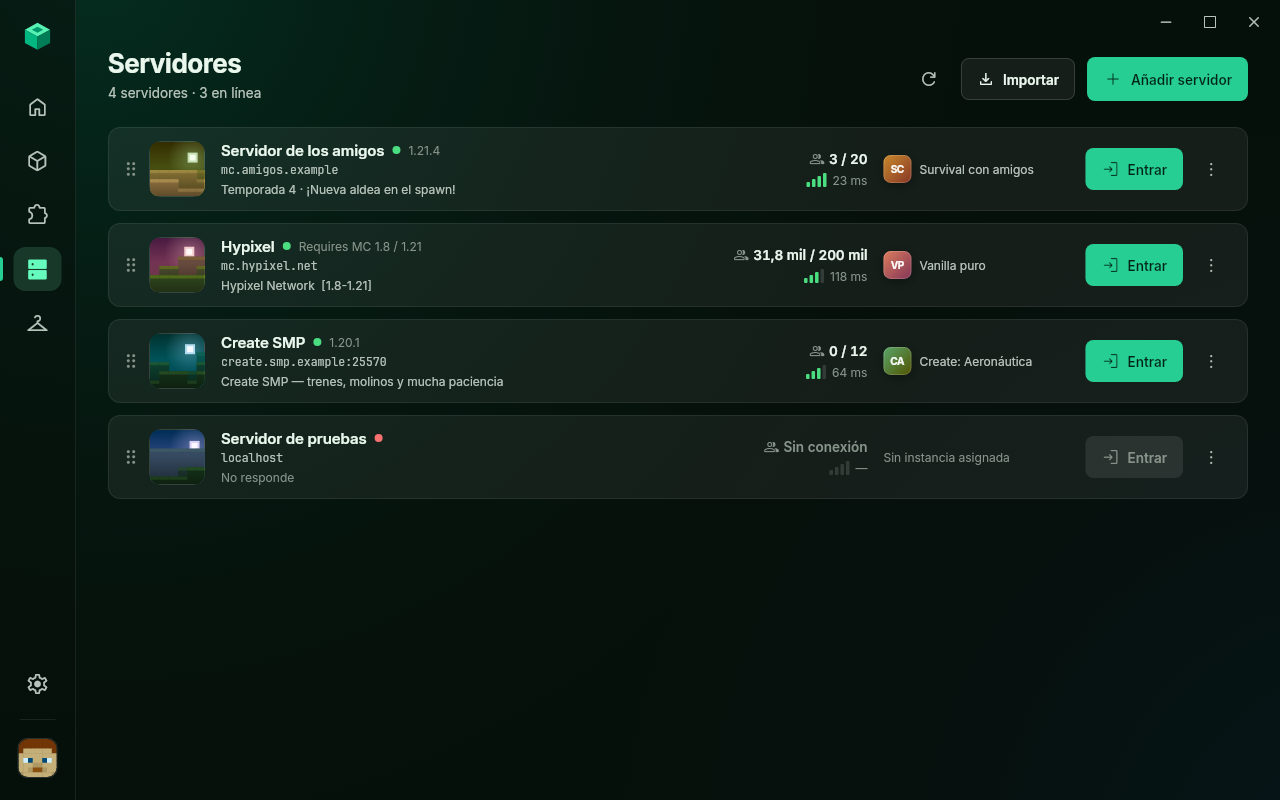 Servidores
4 servidores · 3 en línea
Importar
Añadir servidor
Servidor de los amigos
1.21.4
mc.amigos.example
Temporada 4 · ¡Nueva aldea en el spawn!
3 / 20
23 ms
SC
Survival con amigos
Entrar
Hypixel
Requires MC 1.8 / 1.21
mc.hypixel.net
Hypixel Network [1.8-1.21]
31,8 mil / 200 mil
118 ms
VP
Vanilla puro
Entrar
Create SMP
1.20.1
create.smp.example:25570
Create SMP — trenes, molinos y mucha paciencia
0 / 12
64 ms
CA
Create: Aeronáutica
Entrar
Servidor de pruebas
localhost
No responde
Sin conexión
—
Sin instancia asignada
Entrar